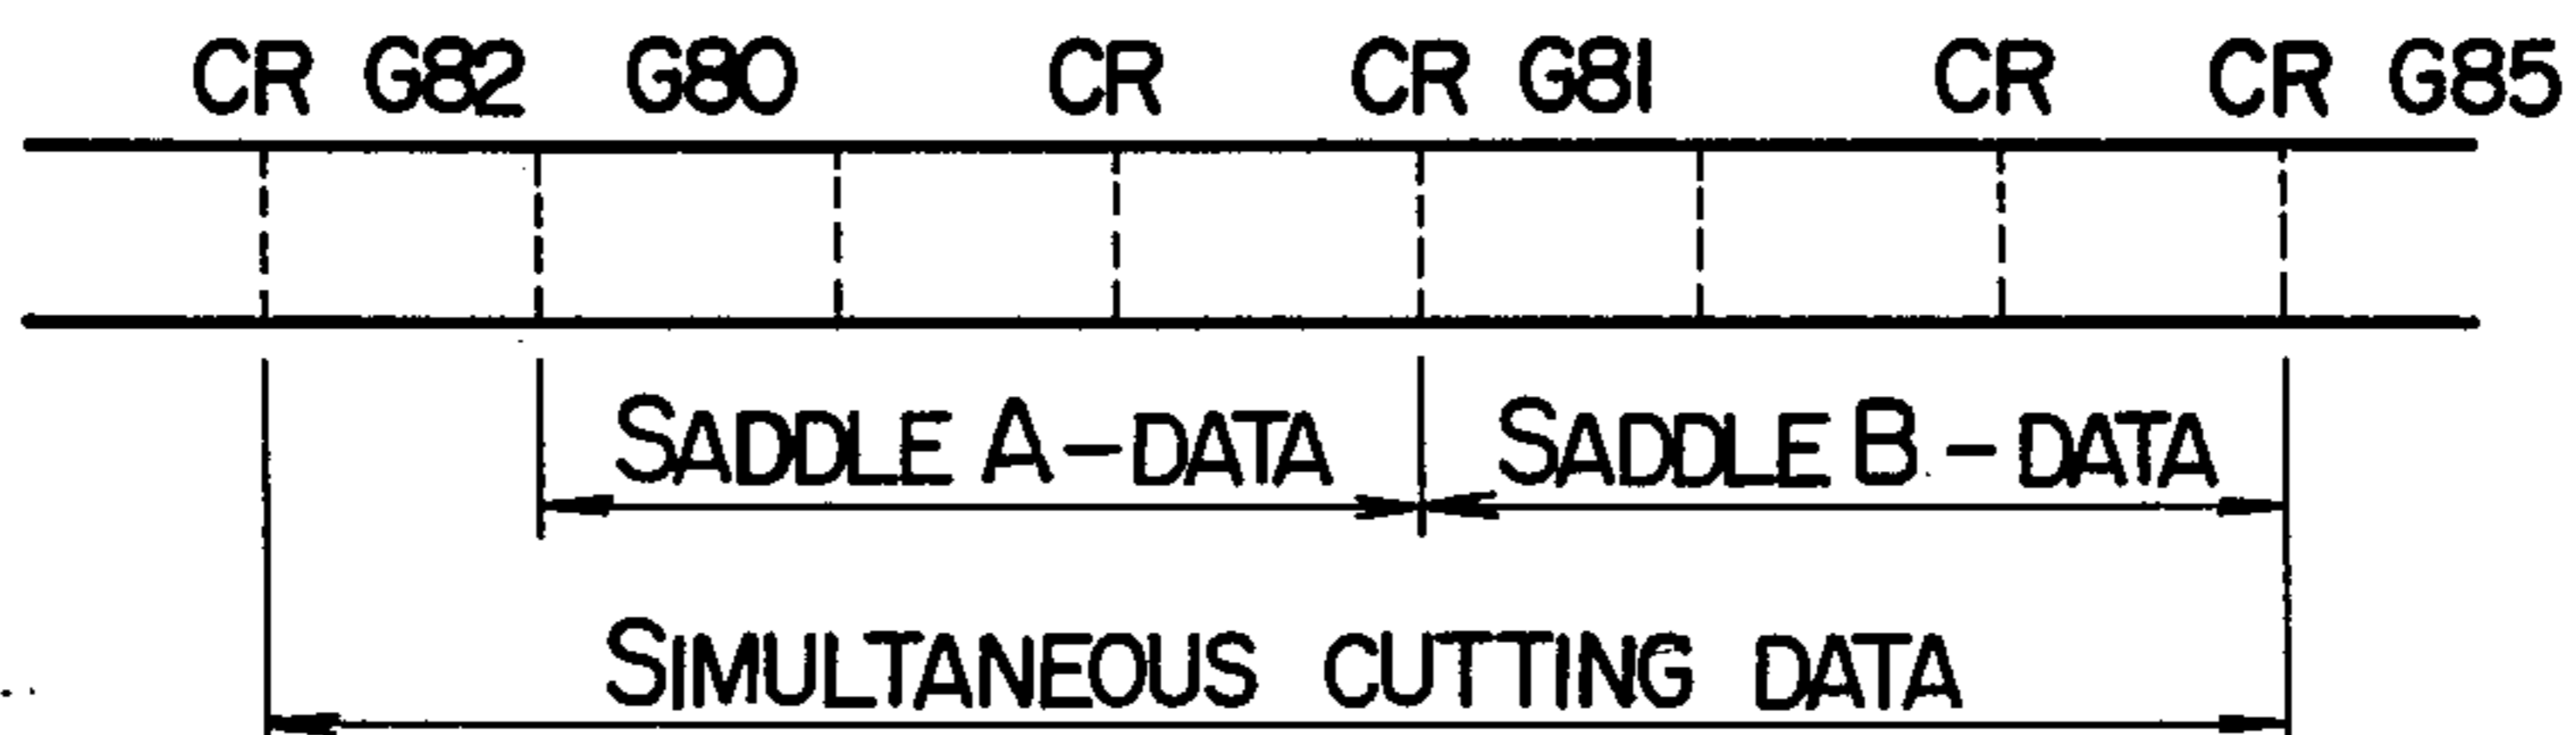 CR G82 G80 CR CR G81 CR CR G85
SADDLE A-DATA SADDLE B-DATA
SIMULTANEOUS CUTTING DATA